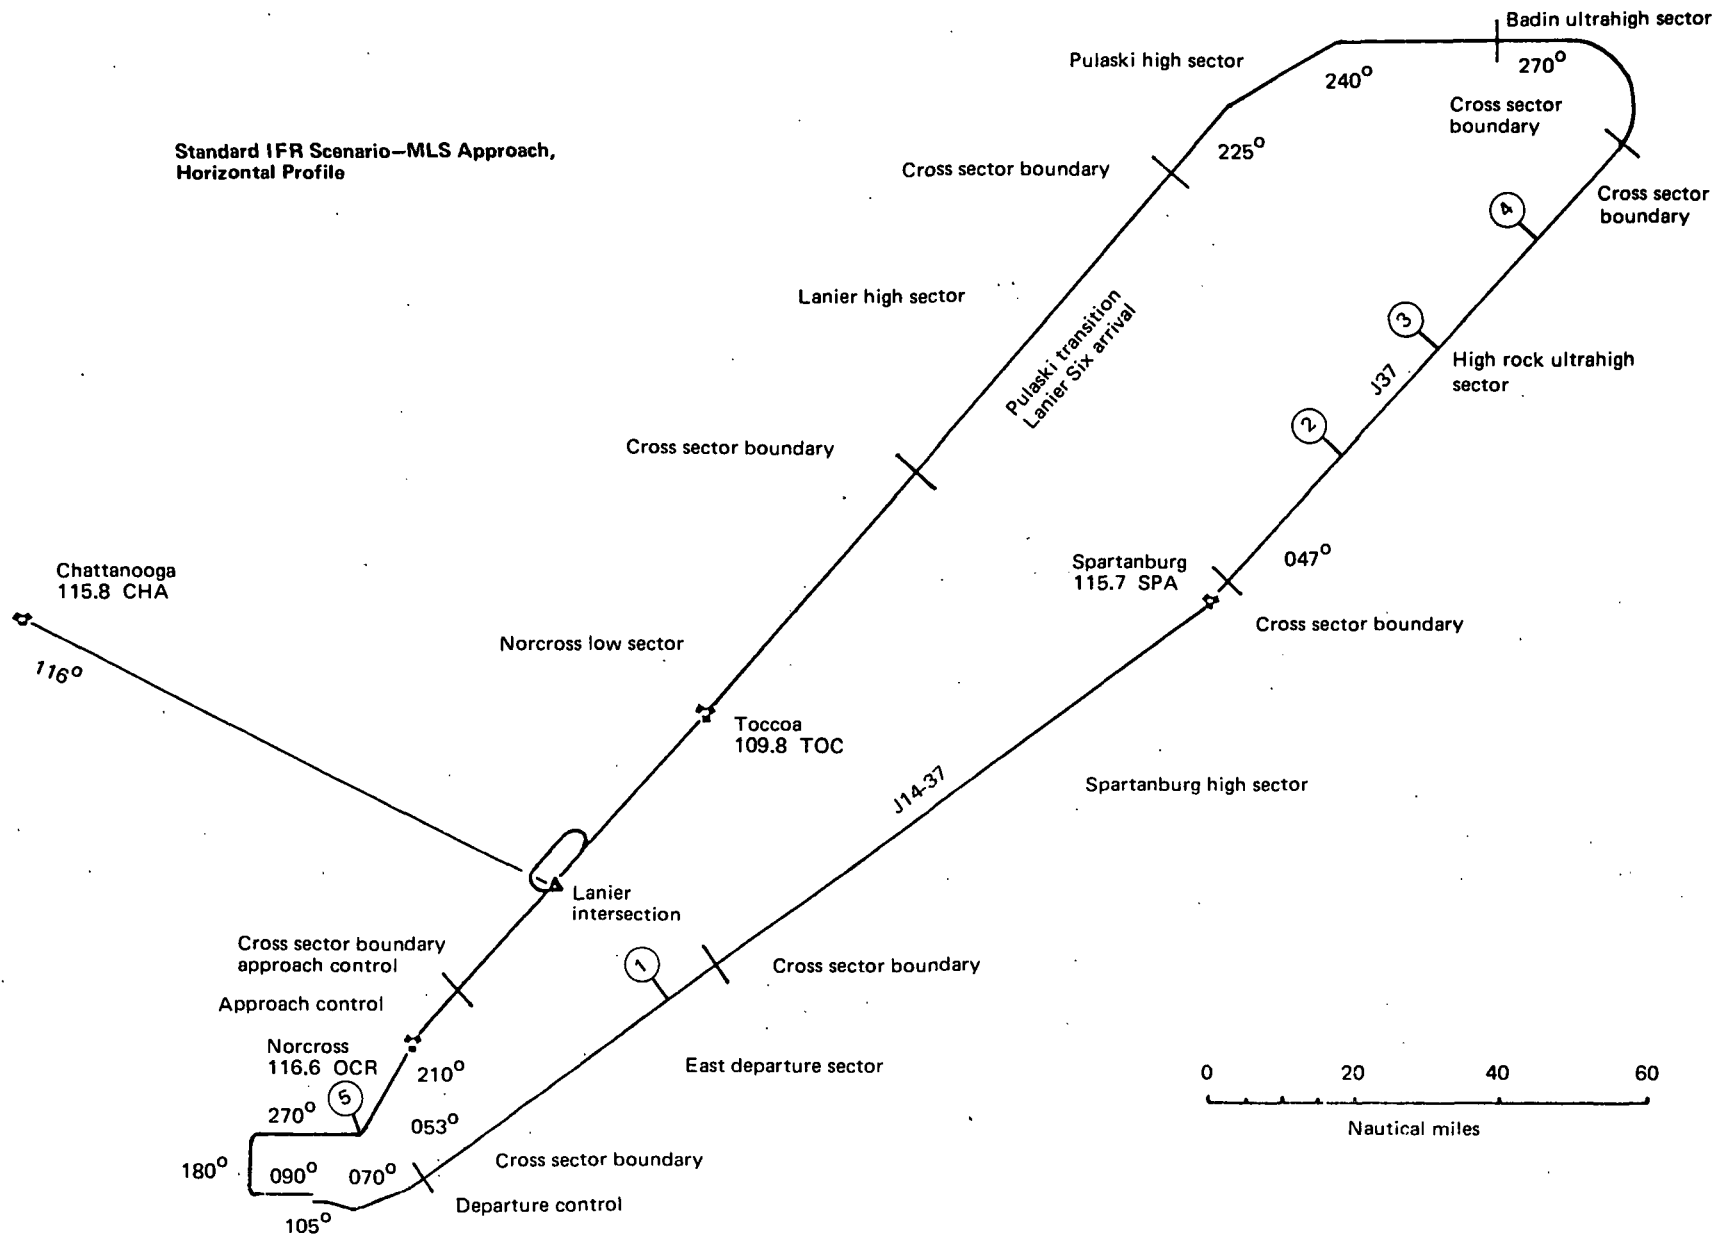 Badin ultrahigh sector
Pulaski high sector
240°
270°
Cross sector
boundary
Standard IFR Scenario—MLS Approach,
Horizontal Profile
225°
Cross sector boundary
Cross sector
boundary
4
Lanier high sector
Pulaski transition
Lanier Six arrival
3
High rock ultrahigh
sector
J37
2
Cross sector boundary
Chattanooga
115.8 CHA
116°
Spartanburg
115.7 SPA
047°
Cross sector boundary
Norcross low sector
Toccoa
109.8 TOC
J14-37
Spartanburg high sector
Lanier
intersection
Cross sector boundary
approach control
1
Cross sector boundary
Approach control
Norcross
116.6 OCR
210°
East departure sector
5
270°
053°
0 20 40 60
Nautical miles
180°
090°
070°
Cross sector boundary
Departure control
105°